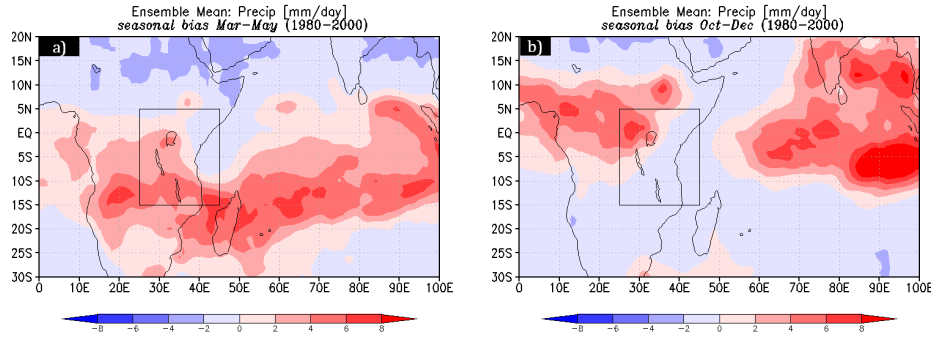 Ensemble Mean: Precip [mm/day]
seasonal bias Mar-May (1980-2000)
a)
20N
15N
10N
5N
EQ
5S
10S
15S
20S
25S
30S
0 10E 20E 30E 40E 50E 60E 70E 80E 90E 100E
-8 -6 -4 -2 0 2 4 6 8
Ensemble Mean: Precip [mm/day]
seasonal bias Oct-Dec (1980-2000)
b)
20N
15N
10N
5N
EQ
5S
10S
15S
20S
25S
30S
0 10E 20E 30E 40E 50E 60E 70E 80E 90E 100E
-8 -6 -4 -2 0 2 4 6 8